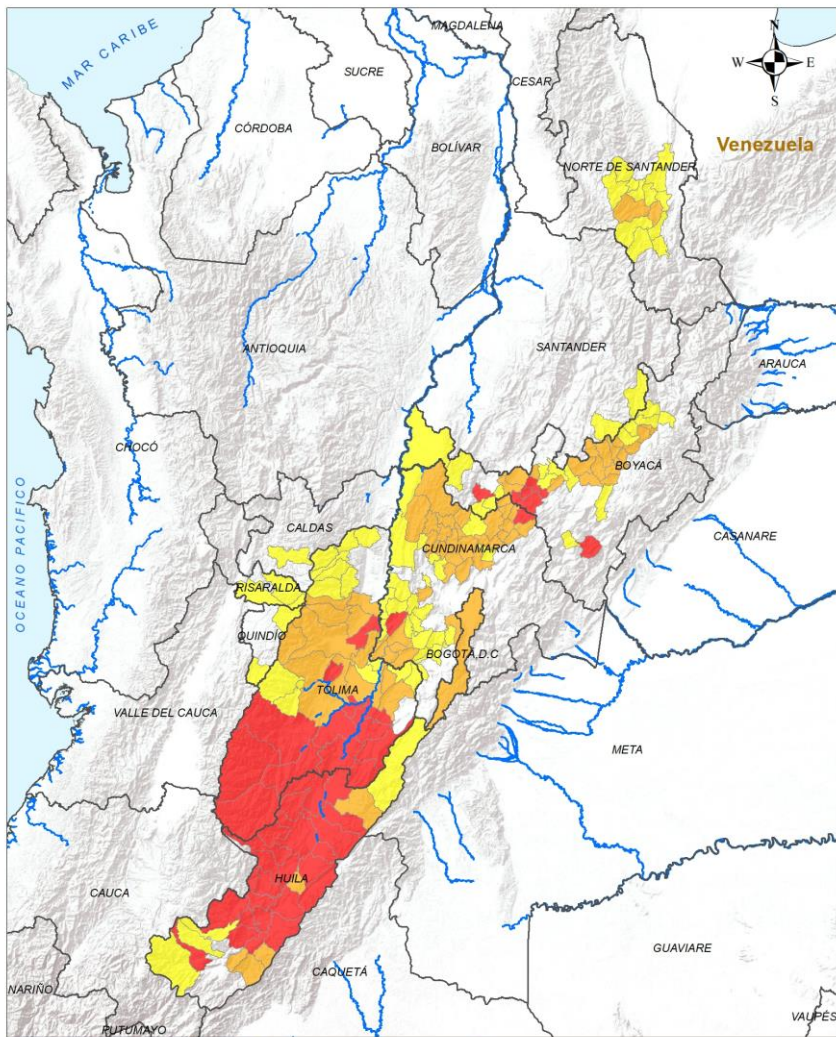 MAGDALENA
N
MAR CARIBE
SUCRE
CESAR
W
E
S
CÓRDOBA
BOLÍVAR
Venezuela
NORTE DE SANTANDER
ANTIOQUIA
SANTANDER
ARAUCA
CHOCÓ
BOYACÁ
CALDAS
CASANARE
CUNDINAMARCA
OCEANO PACIFICO
RISARALDA
QUINDÍO
BOGOTÁ, D.C
TOLIMA
VALLE DEL CAUCA
META
HUILA
CAUCA
GUAVIARE
CAQUETÁ
NARIÑO
PUTUMAYO
VAUPÉS